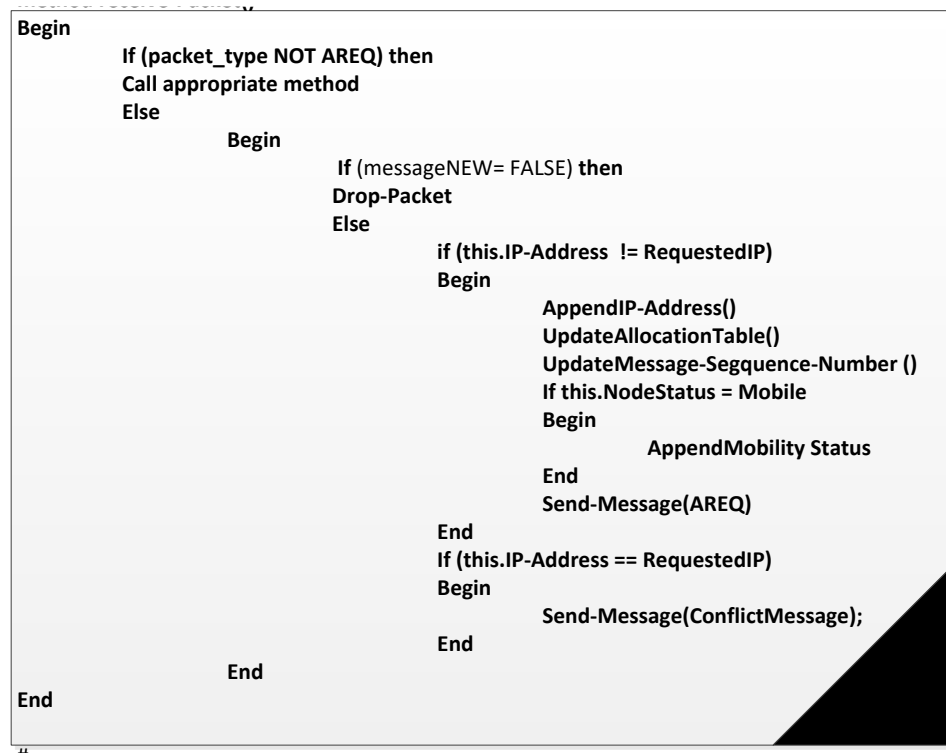 Begin
If (packet_type NOT AREQ) then
Call appropriate method
Else
Begin
If (messageNEW= FALSE) then
Drop-Packet
Else
if (this.IP-Address != RequestedIP)
Begin
AppendIP-Address()
UpdateAllocationTable()
UpdateMessage-Segquence-Number ()
If this.NodeStatus = Mobile
Begin
AppendMobility Status
End
Send-Message(AREQ)
End
If (this.IP-Address == RequestedIP)
Begin
Send-Message(ConflictMessage);
End
End
End